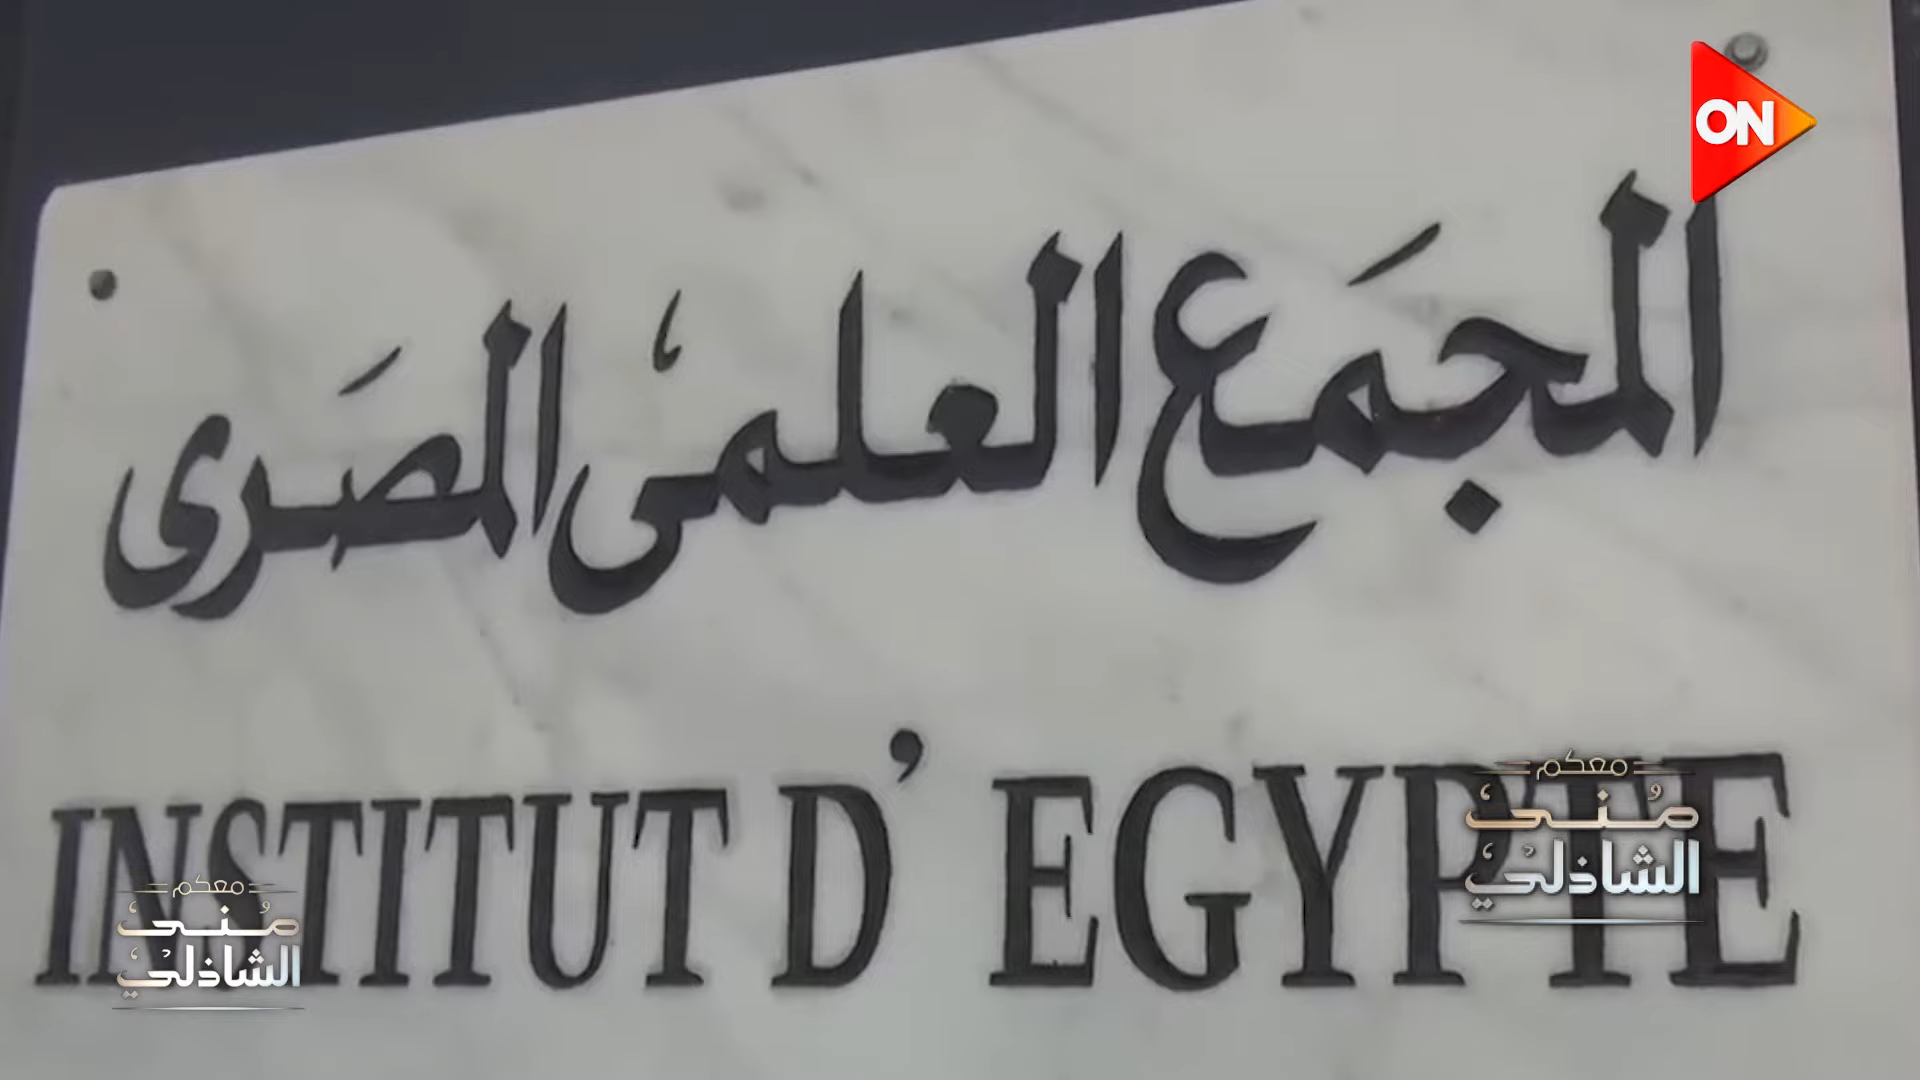 ON
المجمع العلمى المصرى
INSTITUT D' EGYPTE
معكم
منى
الشاذلي
معكم
منى
الشاذلي